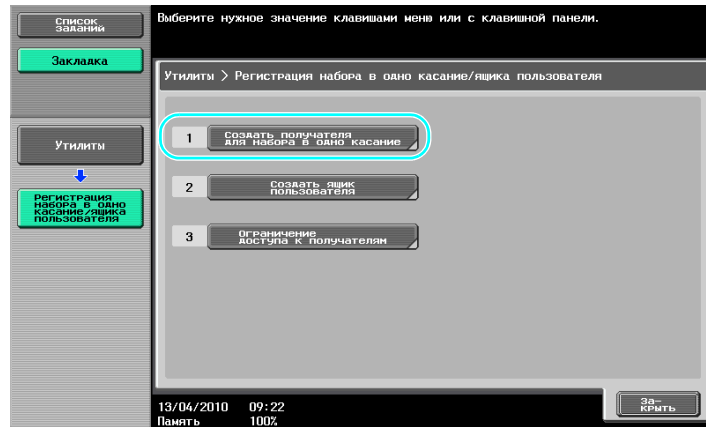 Список
заданий
Закладка
Утилиты
Регистрация
набора в одно
касание/ящика
пользователя
Выберите нужное значение клавишами меню или с клавишной панели.
Утилиты > Регистрация набора в одно касание/ящика пользователя
1 Создать получателя
для набора в одно касание
2 Создать ящик
пользователя
3 Ограничение
доступа к получателям
13/04/2010 09:22
Память 100%
За-
крыть